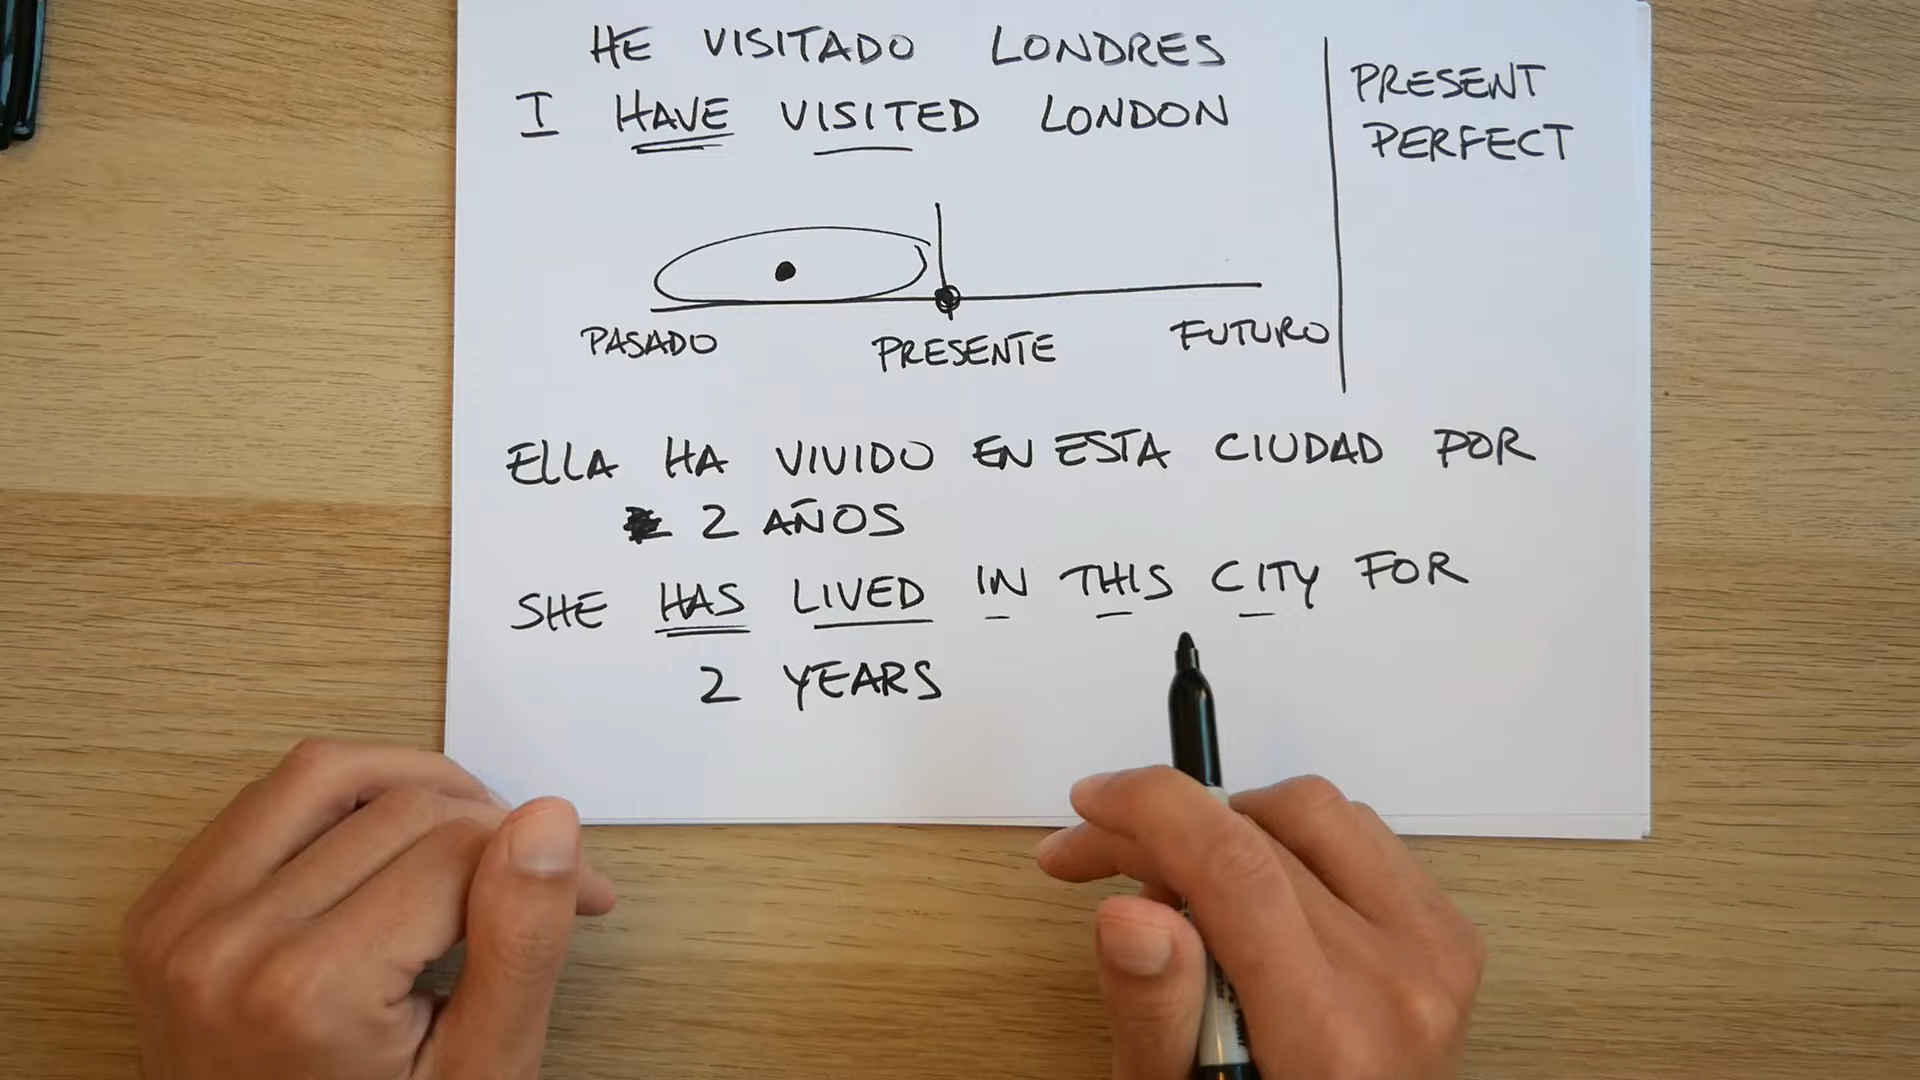 HE VISITADO LONDRES
I HAVE VISITED LONDON
PRESENT
PERFECT
PASADO PRESENTE FUTURO
ELLA HA VIVIDO EN ESTA CIUDAD POR
2 AÑOS
SHE HAS LIVED IN THIS CITY FOR
2 YEARS